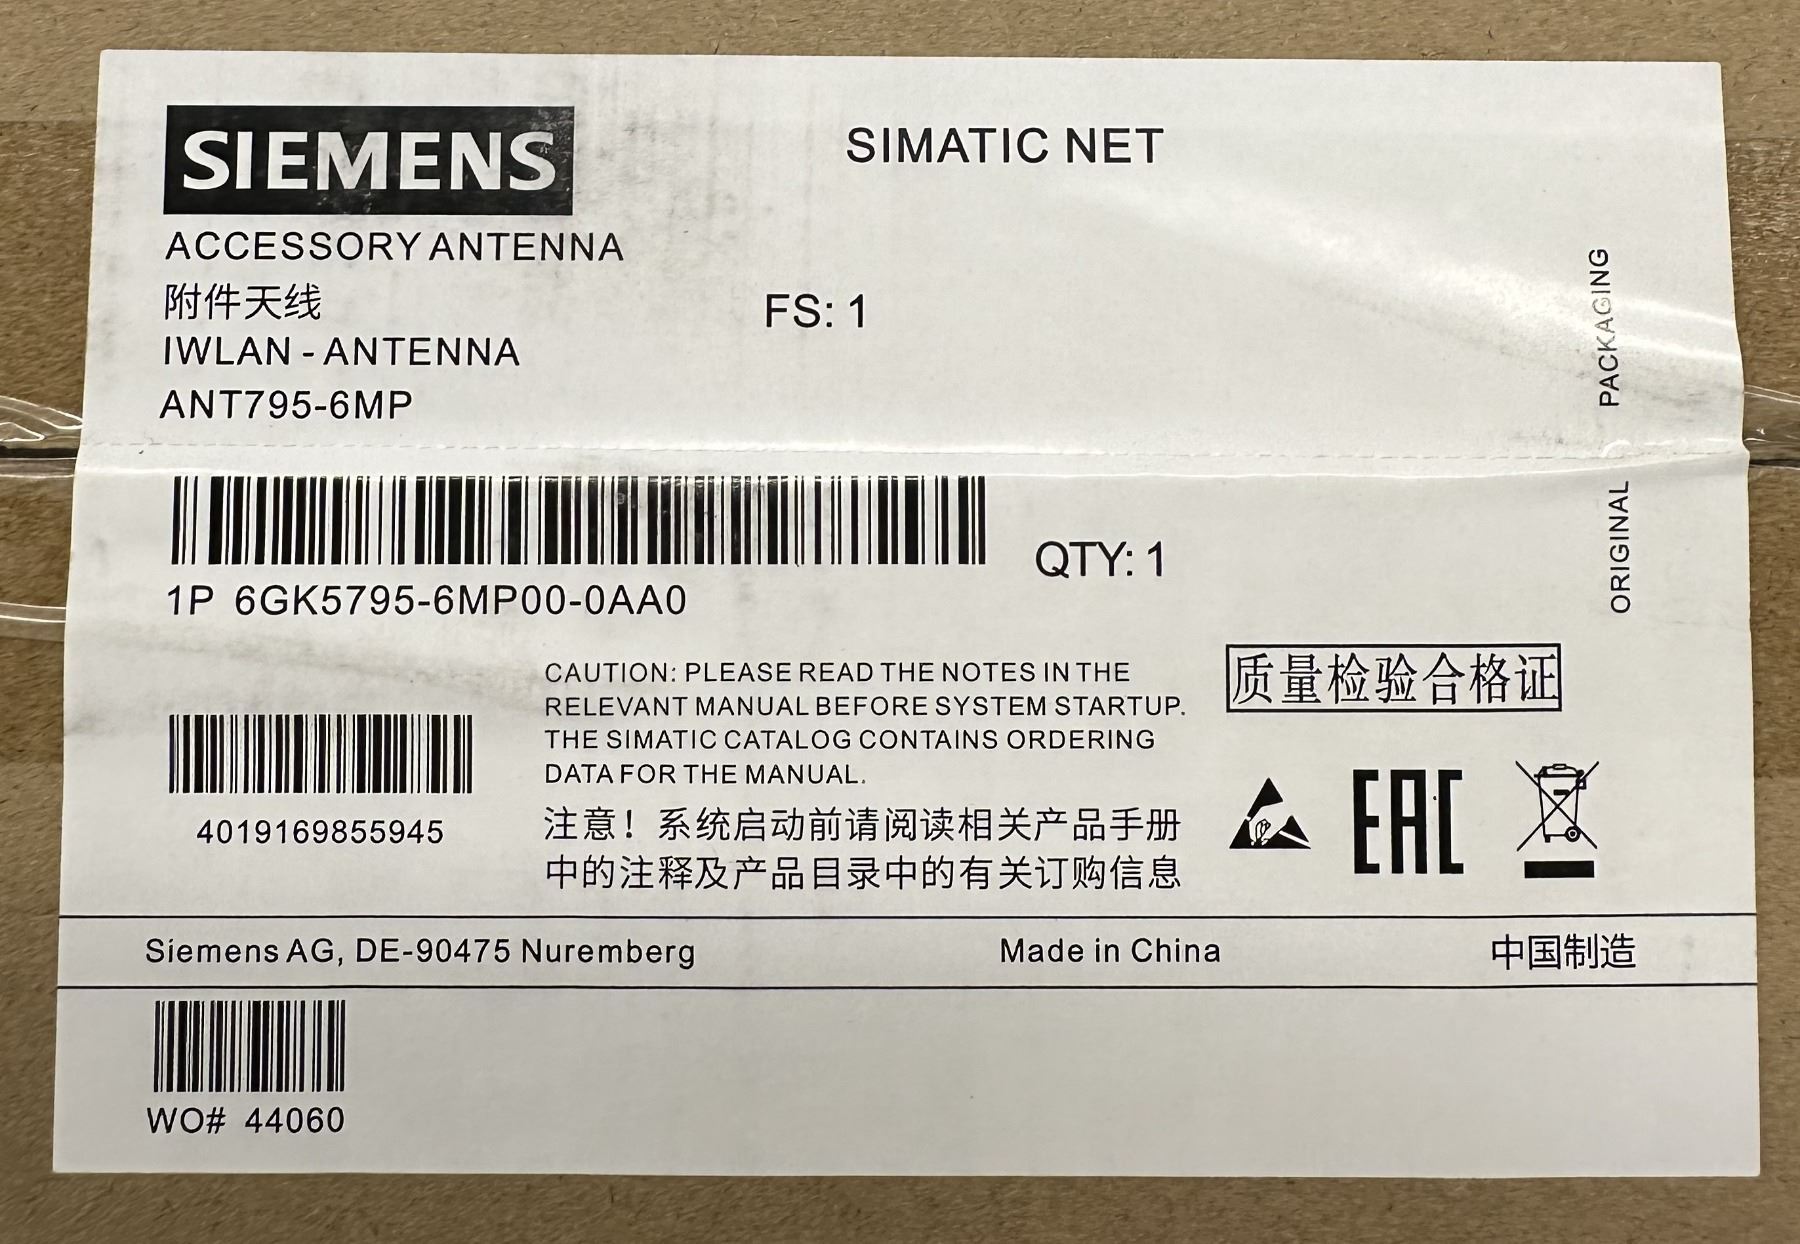 SIEMENS
SIMATIC NET
ACCESSORY ANTENNA
附件天线
FS: 1
IWLAN - ANTENNA
ANT795-6MP
ORIGINAL PACKAGING
QTY: 1
1P 6GK5795-6MP00-0AA0
CAUTION: PLEASE READ THE NOTES IN THE
RELEVANT MANUAL BEFORE SYSTEM STARTUP.
THE SIMATIC CATALOG CONTAINS ORDERING
DATA FOR THE MANUAL.
质量检验合格证
4019169855945
注意！系统启动前请阅读相关产品手册
中的注释及产品目录中的有关订购信息
EAC
Siemens AG, DE-90475 Nuremberg
Made in China
中国制造
WO# 44060